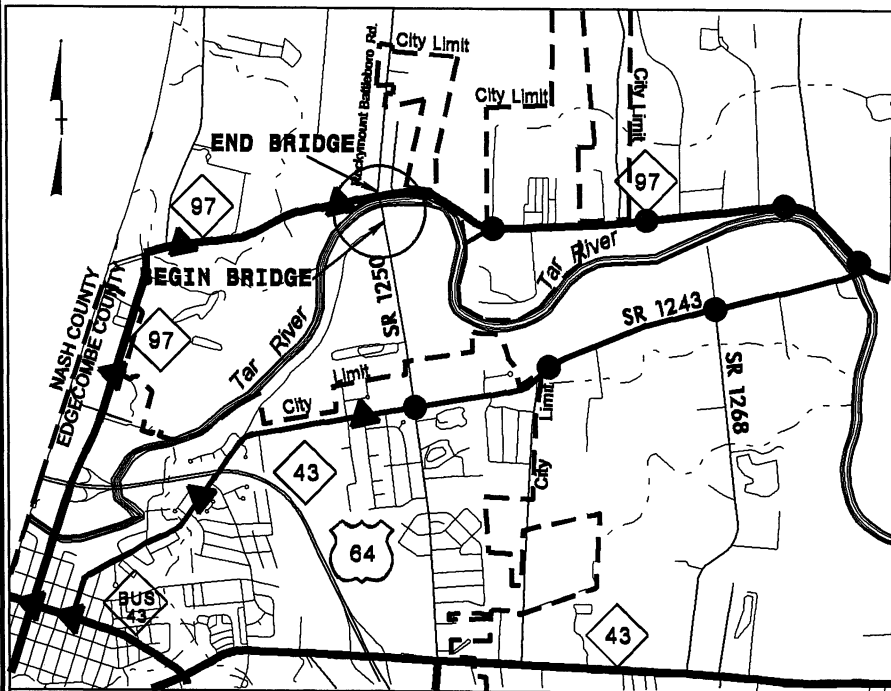 City Limit
Rockymount Battleboro Rd.
City Limit
City Limit
END BRIDGE
97
97
BEGIN BRIDGE
SR 1250
Tar River
NASH COUNTY
EDGECOMBE COUNTY
97
Tar River
SR 1243
SR 1268
City Limit
City Limit
43
64
BUS
43
43